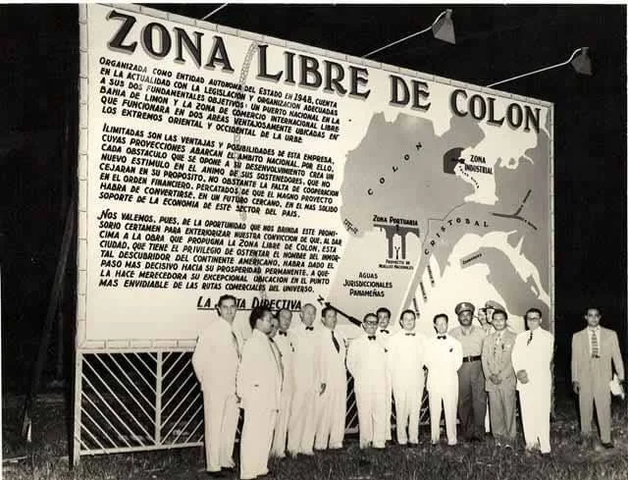 ZONA LIBRE DE COLON
ORGANIZADA COMO ENTIDAD AUTONOMA DEL ESTADO EN 1948, CUENTA
EN LA ACTUALIDAD CON LA LEGISLACION Y ORGANIZACION ADECUADAS
A SUS DOS FUNDAMENTALES OBJETIVOS: UN PUERTO NACIONAL EN LA
BAHIA DE LIMON Y LA ZONA DE COMERCIO INTERNACIONAL LIBRE
QUE FUNCIONARA EN DOS AREAS VENTAJOSAMENTE UBICADAS EN
LOS EXTREMOS ORIENTAL Y OCCIDENTAL DE LA URBE.
ILIMITADAS SON LAS VENTAJAS Y POSIBILIDADES DE ESTA EMPRESA,
CUYAS PROYECCIONES ABARCAN EL AMBITO NACIONAL. POR ELLO,
CADA OBSTACULO QUE SE OPONE A SU DESENVOLVIMIENTO CREA UN
NUEVO ESTIMULO EN EL ANIMO DE SUS SOSTENEDORES, QUE NO
CEJARAN EN SU PROPOSITO, NO OBSTANTE LA FALTA DE COOPERACION
EN EL ORDEN FINANCIERO, PERCATADOS DE QUE EL MAGNO PROYECTO
HABRA DE CONVERTIRSE, EN UN FUTURO CERCANO, EN EL MAS SOLIDO
SOPORTE DE LA ECONOMIA DE ESTE SECTOR DEL PAIS.
NOS VALEMOS, PUES, DE LA OPORTUNIDAD QUE NOS BRINDA ESTE PROMI-
SORIO CERTAMEN PARA EXTERIORIZAR NUESTRA CONVICCION DE QUE, AL DAR
CIMA A LA OBRA QUE PROPUGNA LA ZONA LIBRE DE COLON, ESTA
CIUDAD, QUE TIENE EL PRIVILEGIO DE OSTENTAR EL NOMBRE DEL INMOR-
TAL DESCUBRIDOR DEL CONTINENTE AMERICANO, HABRA DADO EL
PASO MAS DECISIVO HACIA SU PROSPERIDAD PERMANENTE, A QUE
LA HACE MERECEDORA SU EXCEPCIONAL UBICACION EN EL PUNTO
MAS ENVIDIABLE DE LAS RUTAS COMERCIALES DEL UNIVERSO.
LA JUNTA DIRECTIVA
COLON
ZONA
INDUSTRIAL
ZONA PORTUARIA
CRISTOBAL
PROYECTO DE
MUELLES NACIONALES
AGUAS
JURISDICCIONALES
PANAMEÑAS